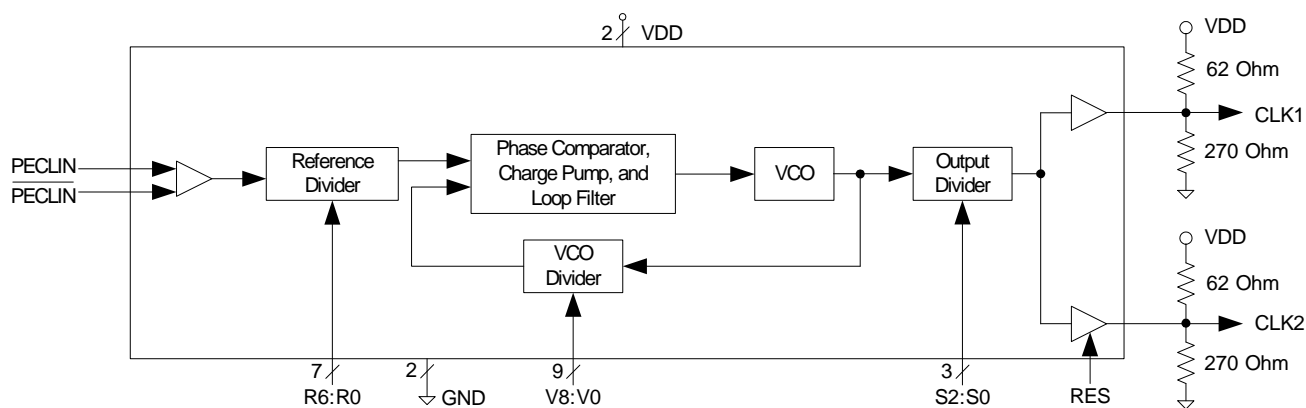 2 VDD
VDD
62 Ohm
CLK1
270 Ohm
PECLIN
PECLIN
Reference
Divider
Phase Comparator,
Charge Pump, and
Loop Filter
VCO
Output
Divider
VCO
Divider
VDD
62 Ohm
CLK2
270 Ohm
7
R6:R0
2
GND
9
V8:V0
3
S2:S0
RES